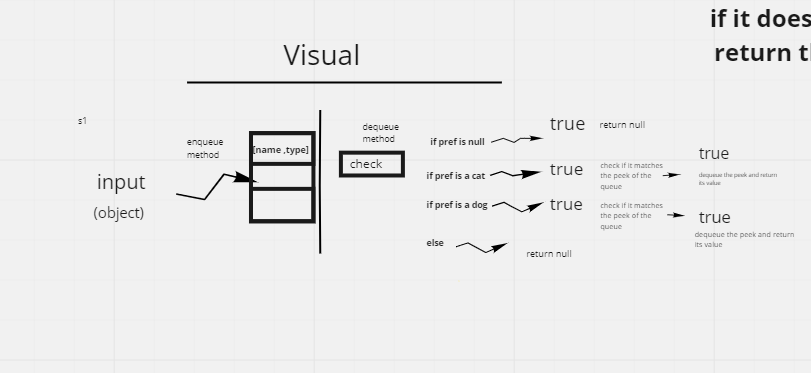 if it does
return t
Visual
s1
enqueue
method
input
(object)
[name ,type]
dequeue
method
check
if pref is null
true
return null
if pref is a cat
true
check if it matches
the peek of the
queue
true
dequeue the peek and return
its value
if pref is a dog
true
check if it matches
the peek of the
queue
true
dequeue the peek and return
its value
else
return null